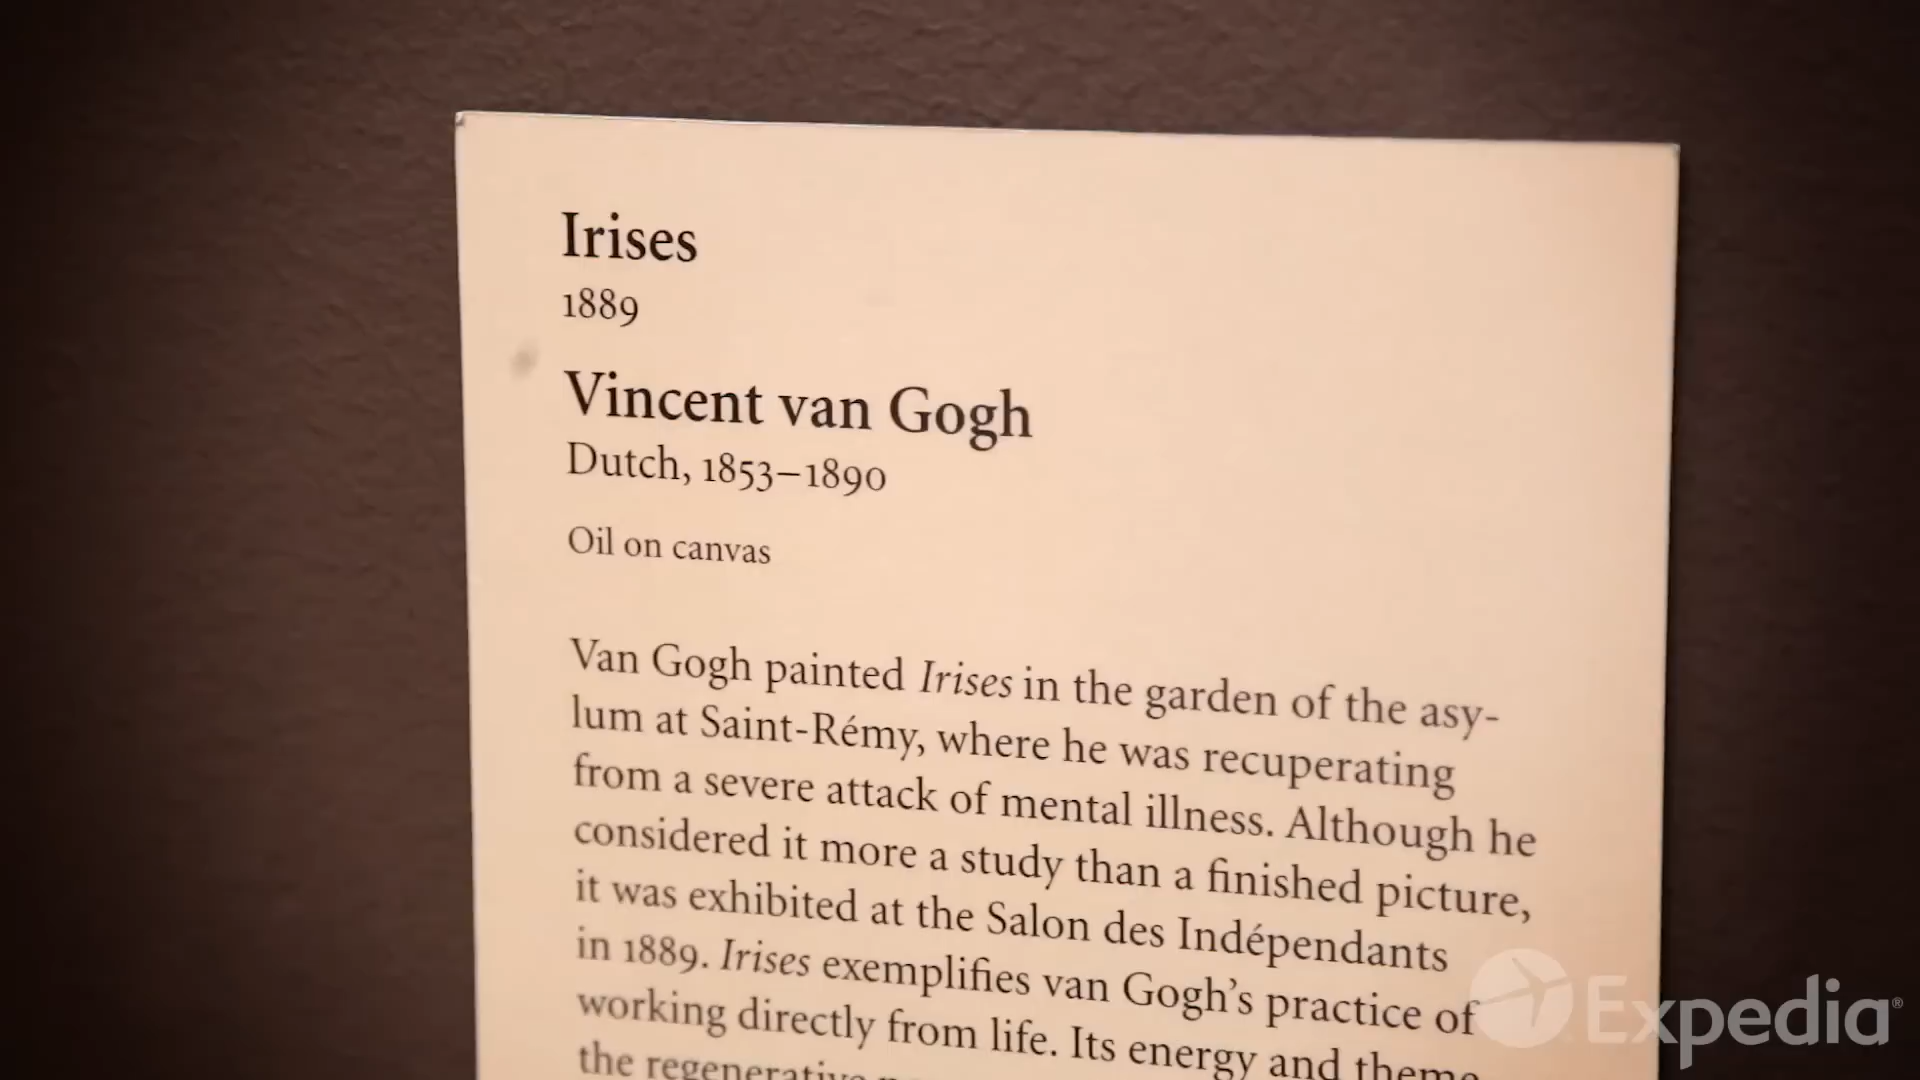 Irises
1889
Vincent van Gogh
Dutch, 1853–1890
Oil on canvas
Van Gogh painted Irises in the garden of the asy-
lum at Saint-Rémy, where he was recuperating
from a severe attack of mental illness. Although he
considered it more a study than a finished picture,
it was exhibited at the Salon des Indépendants
in 1889. Irises exemplifies van Gogh's practice of
working directly from life. Its energy and theme
the regenerative
Expedia®